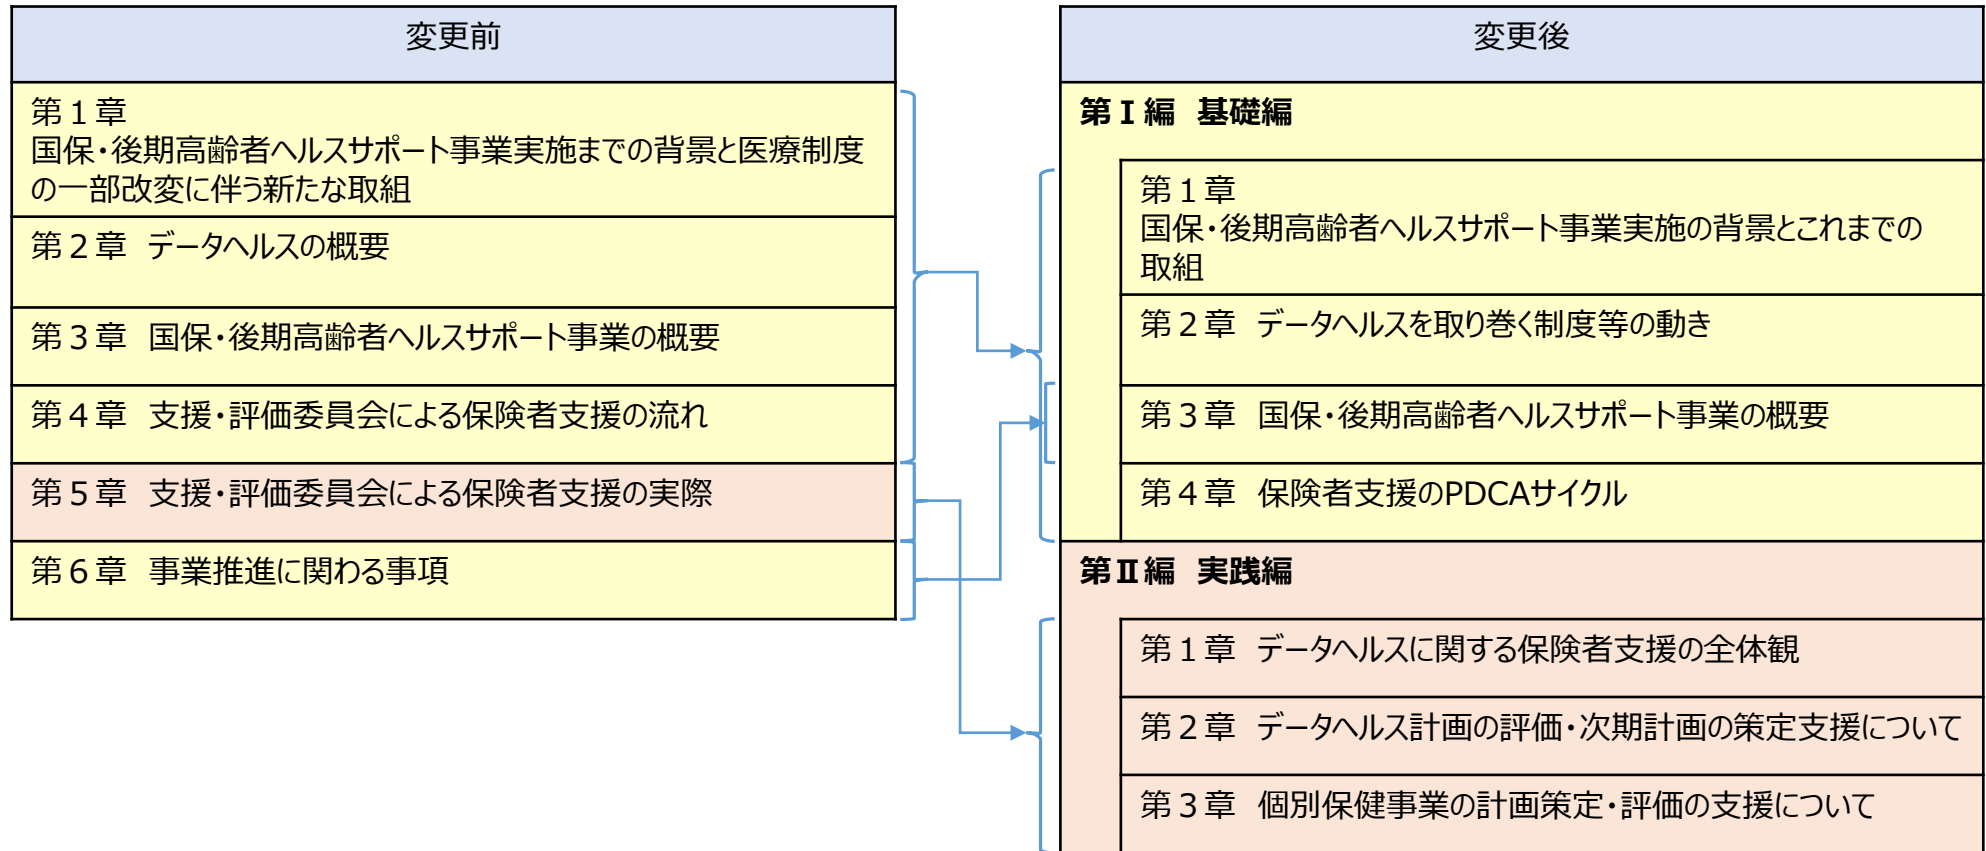 変更前
第１章
国保・後期高齢者ヘルスサポート事業実施までの背景と医療制度
の一部改変に伴う新たな取組
第２章 データヘルスの概要
第３章 国保・後期高齢者ヘルスサポート事業の概要
第４章 支援・評価委員会による保険者支援の流れ
第５章 支援・評価委員会による保険者支援の実際
第６章 事業推進に関わる事項
変更後
第Ⅰ編 基礎編
第１章
国保・後期高齢者ヘルスサポート事業実施の背景とこれまでの
取組
第２章 データヘルスを取り巻く制度等の動き
第３章 国保・後期高齢者ヘルスサポート事業の概要
第４章 保険者支援のPDCAサイクル
第Ⅱ編 実践編
第１章 データヘルスに関する保険者支援の全体観
第２章 データヘルス計画の評価・次期計画の策定支援について
第３章 個別保健事業の計画策定・評価の支援について